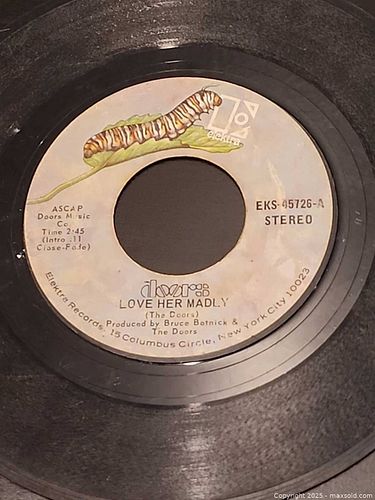 Elektra
ASCAP
Doors Music
Co.
Time 2:45
(Intro :11
Close-Fade)
EKS-45726-A
STEREO
doors
LOVE HER MADLY
(The Doors)
Produced by Bruce Botnick &
The Doors
Elektra Records, 15 Columbus Circle, New York City 10023
Copyright 2025 - maxsold.com